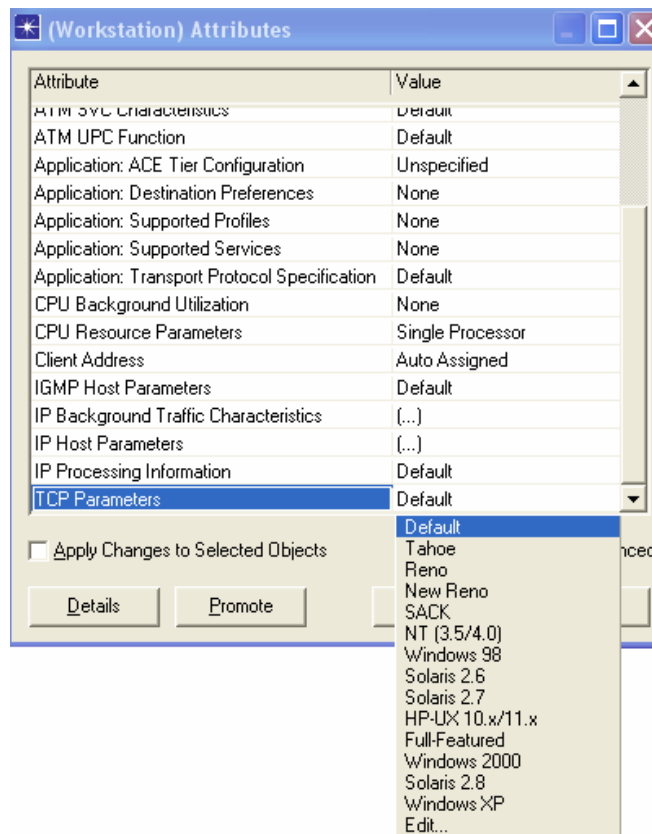 (Workstation) Attributes
Attribute Value
ATM SVC Characteristics Default
ATM UPC Function Default
Application: ACE Tier Configuration Unspecified
Application: Destination Preferences None
Application: Supported Profiles None
Application: Supported Services None
Application: Transport Protocol Specification Default
CPU Background Utilization None
CPU Resource Parameters Single Processor
Client Address Auto Assigned
IGMP Host Parameters Default
IP Background Traffic Characteristics (...)
IP Host Parameters (...)
IP Processing Information Default
TCP Parameters Default
Default
Apply Changes to Selected Objects
Tahoe
Reno
New Reno
Details Promote
SACK
NT (3.5/4.0)
Windows 98
Solaris 2.6
Solaris 2.7
HP-UX 10.x/11.x
Full-Featured
Windows 2000
Solaris 2.8
Windows XP
Edit...